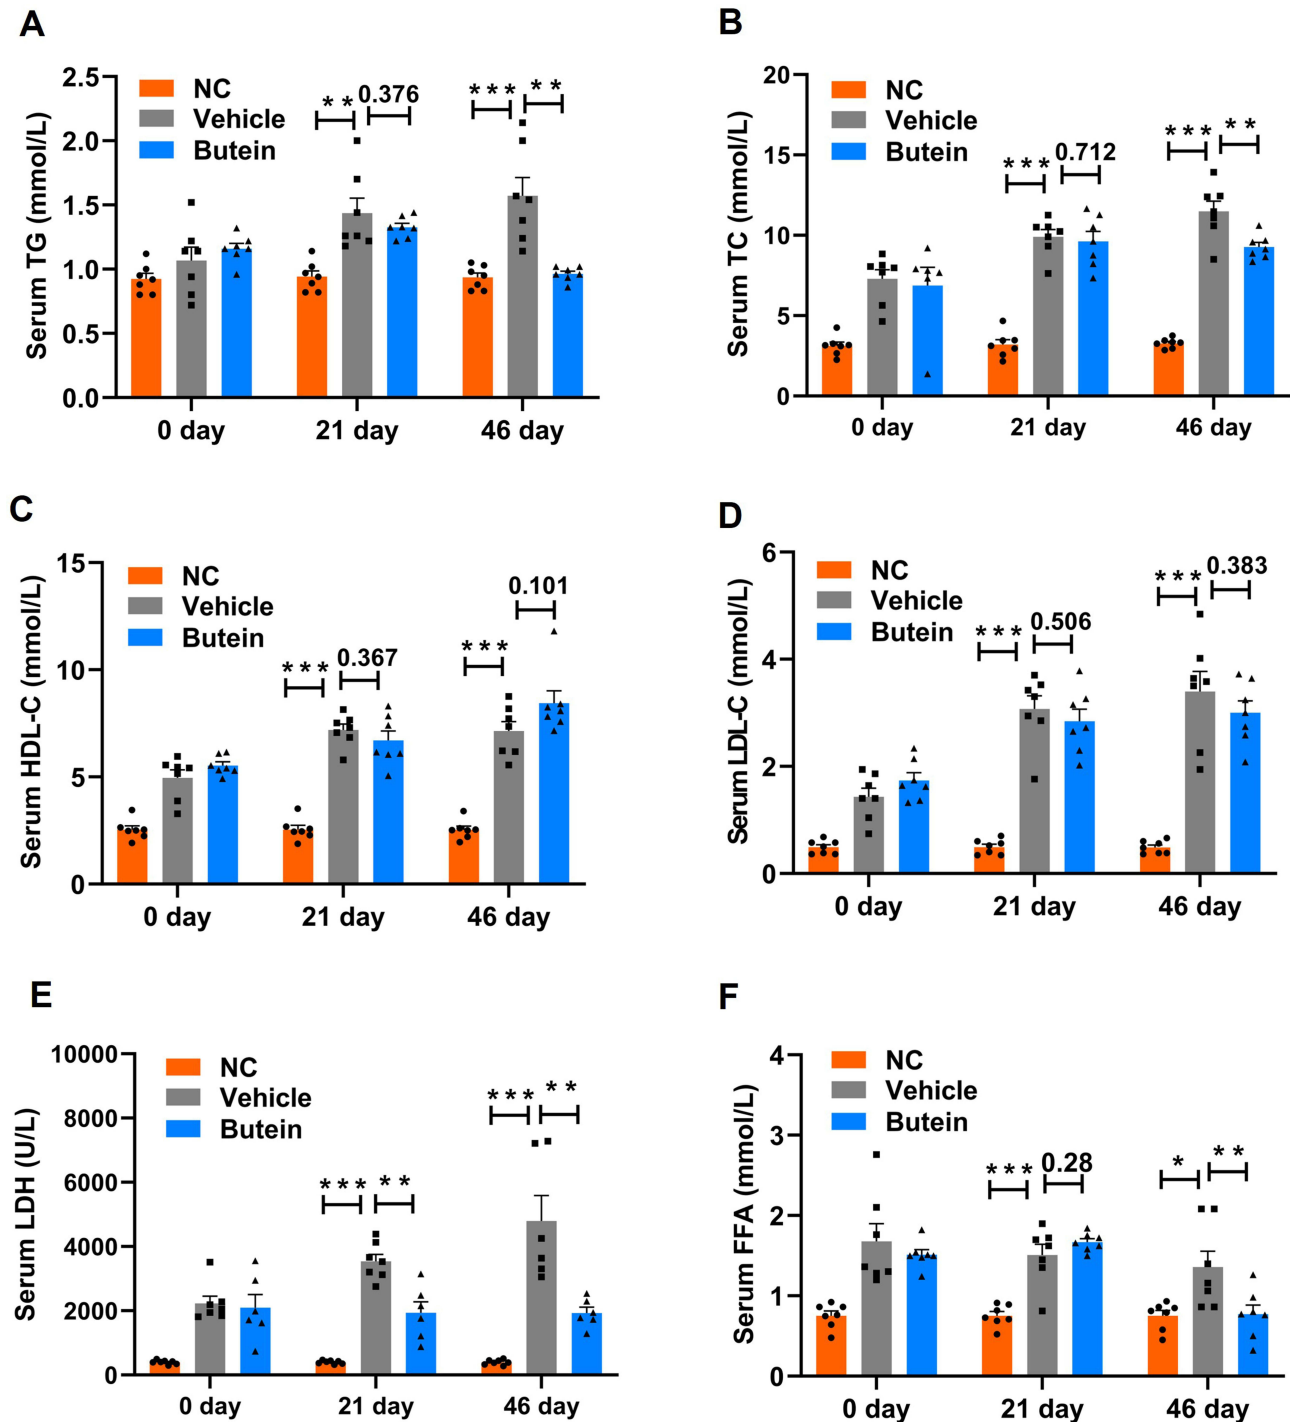 A
Serum TG (mmol/L)
2.5
2.0
1.5
1.0
0.5
0.0
NC
Vehicle
Butein
** 0.376
*** **
0 day 21 day 46 day
B
Serum TC (mmol/L)
20
15
10
5
0
NC
Vehicle
Butein
*** 0.712
*** **
0 day 21 day 46 day
C
Serum HDL-C (mmol/L)
15
10
5
0
NC
Vehicle
Butein
*** 0.367
*** 0.101
0 day 21 day 46 day
D
Serum LDL-C (mmol/L)
6
4
2
0
NC
Vehicle
Butein
*** 0.506
*** 0.383
0 day 21 day 46 day
E
Serum LDH (U/L)
10000
8000
6000
4000
2000
0
NC
Vehicle
Butein
*** **
*** **
0 day 21 day 46 day
F
Serum FFA (mmol/L)
4
3
2
1
0
NC
Vehicle
Butein
*** 0.28
* **
0 day 21 day 46 day